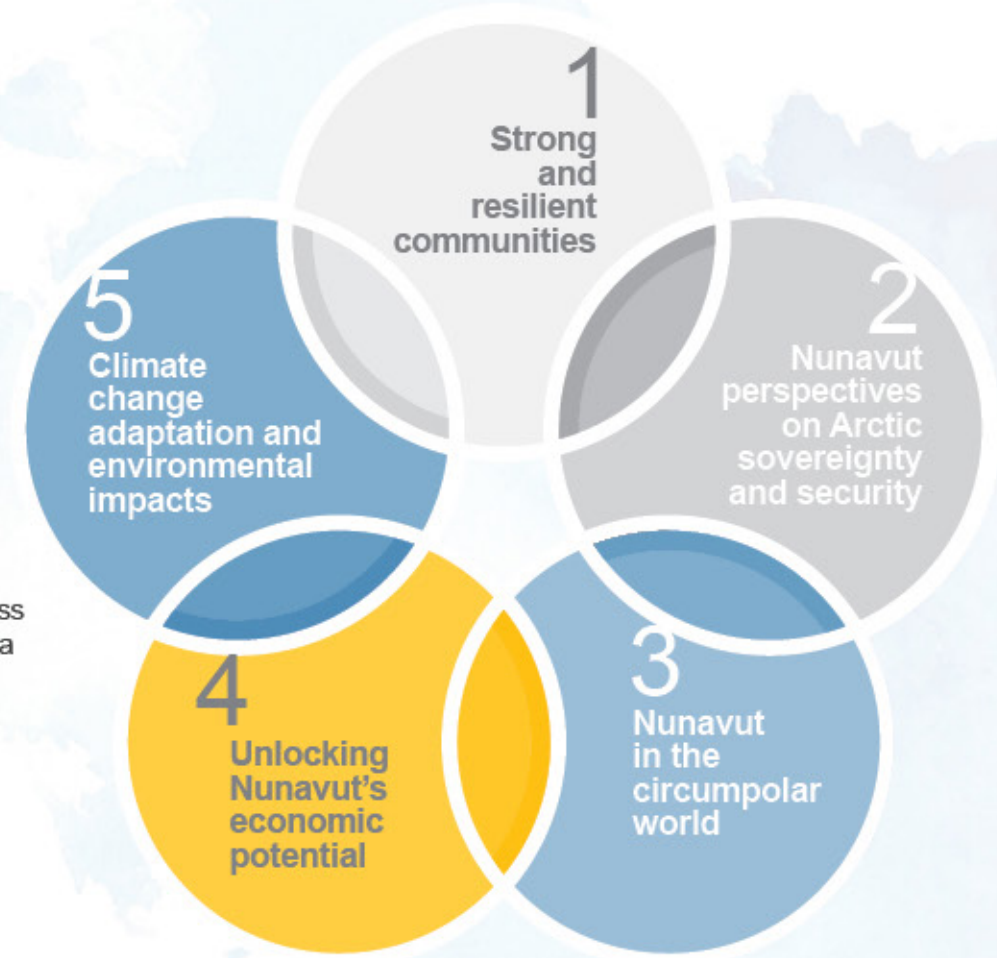 1
Strong
and
resilient
communities
2
Nunavut
perspectives
on Arctic
sovereignty
and security
3
Nunavut
in the
circumpolar
world
4
Unlocking
Nunavut's
economic
potential
5
Climate
change
adaptation and
environmental
impacts
ss
a